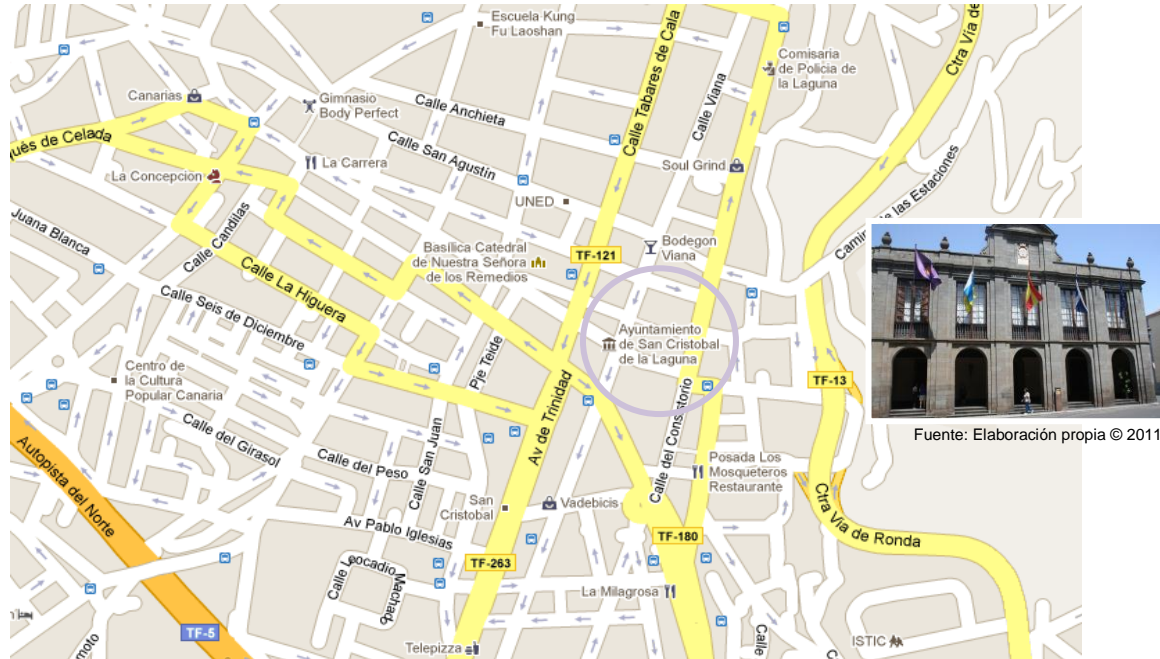 Escuela Kung
Fu Laoshan
Calle Tabares de Cala
Ctra Vía de
Comisaria
de Policia de
la Laguna
Canarias
Gimnasio
Body Perfect
Calle Anchieta
Calle Viana
qués de Celada
Calle San Agustín
La Carrera
Soul Grind
La Concepción
UNED
Camino de las Estaciones
Juana Blanca
Calle Candilas
Bodegon
Viana
Basílica Catedral
de Nuestra Señora
de los Remedios
TF-121
Calle La Higuera
Calle Seis de Diciembre
Ayuntamiento
de San Cristobal
de la Laguna
Pje Telde
Centro de
la Cultura
Popular Canaria
TF-13
Av de Trinidad
Calle del Consistorio
Fuente: Elaboración propia © 2011
Calle del Girasol
Calle San Juan
Calle del Peso
Posada Los
Mosqueteros
Restaurante
Autopista del Norte
San
Cristobal
Vadebicis
Ctra Vía de Ronda
Av Pablo Iglesias
TF-180
TF-263
Calle Leocadio
Machado
La Milagrosa
TF-5
Telepizza
Calle
ISTIC